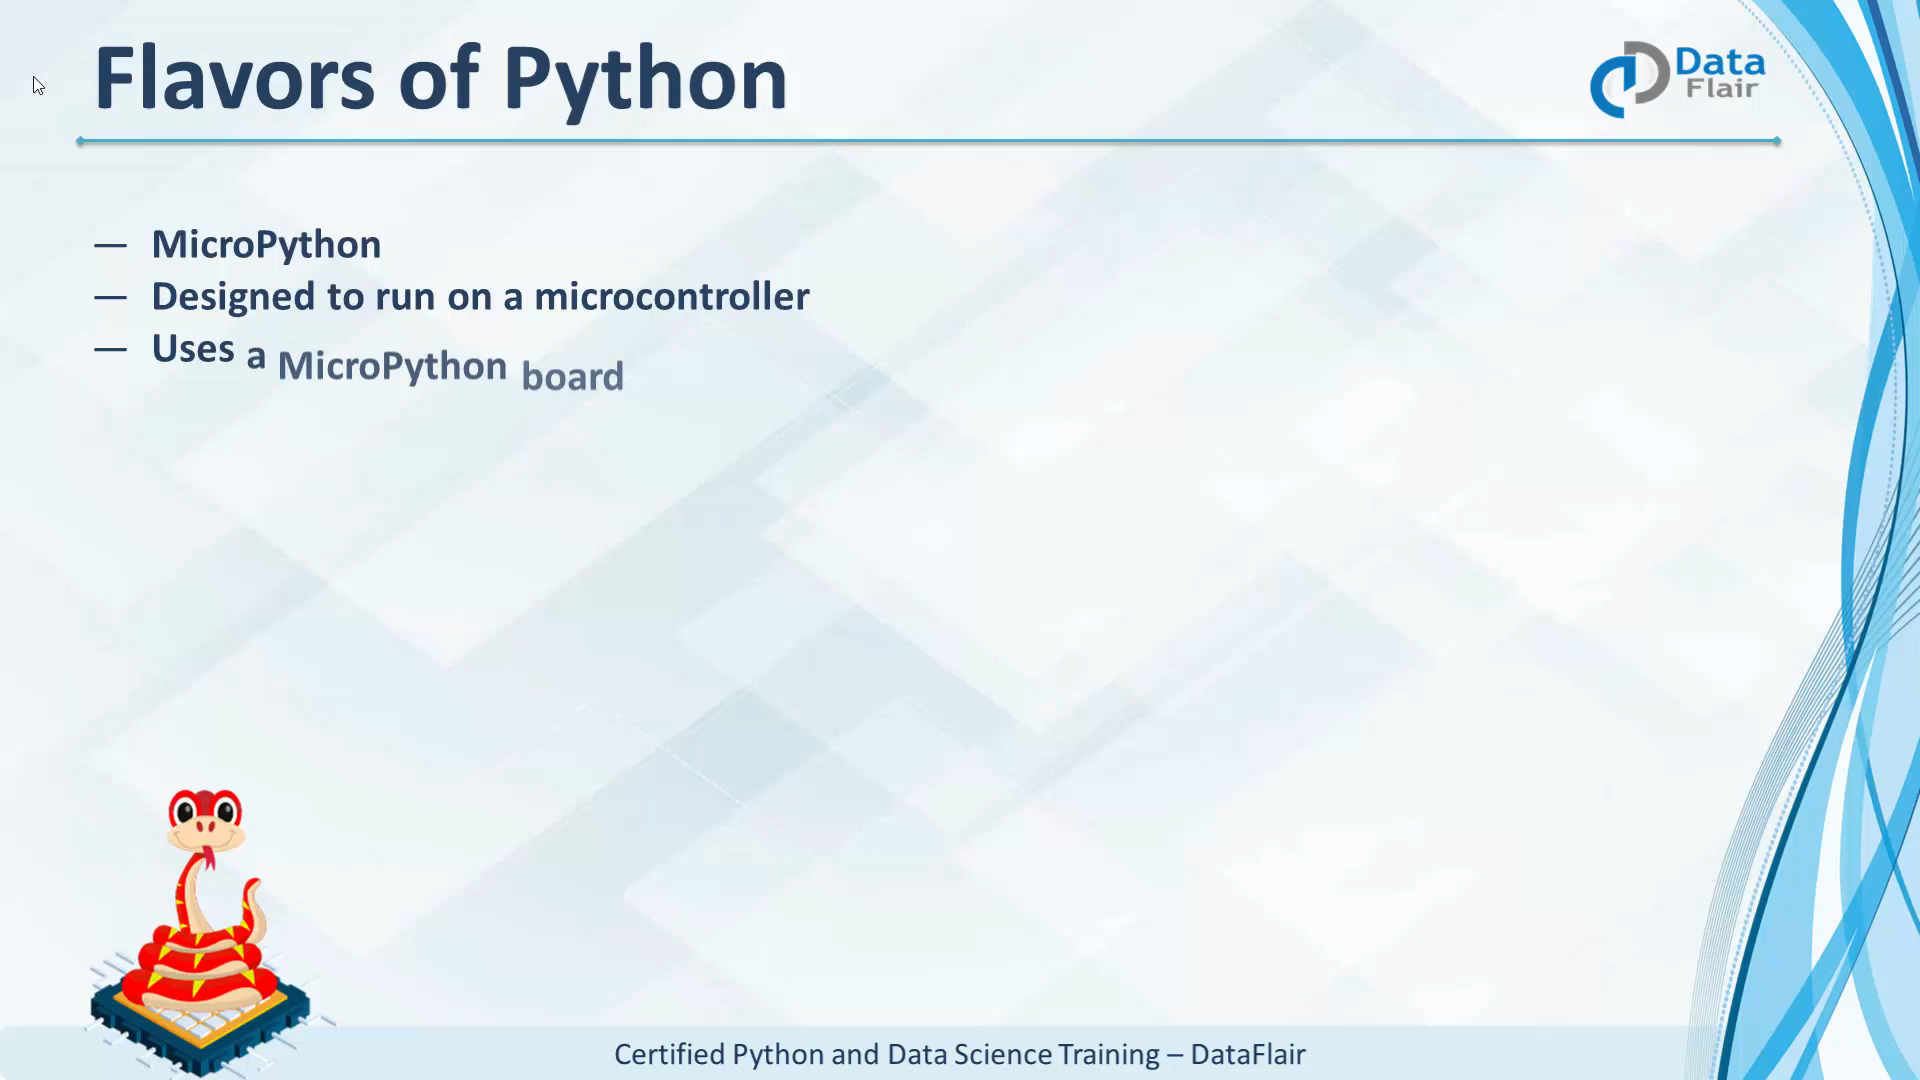 Flavors of Python
Data
Flair
— MicroPython
— Designed to run on a microcontroller
— Uses a MicroPython board
Certified Python and Data Science Training – DataFlair